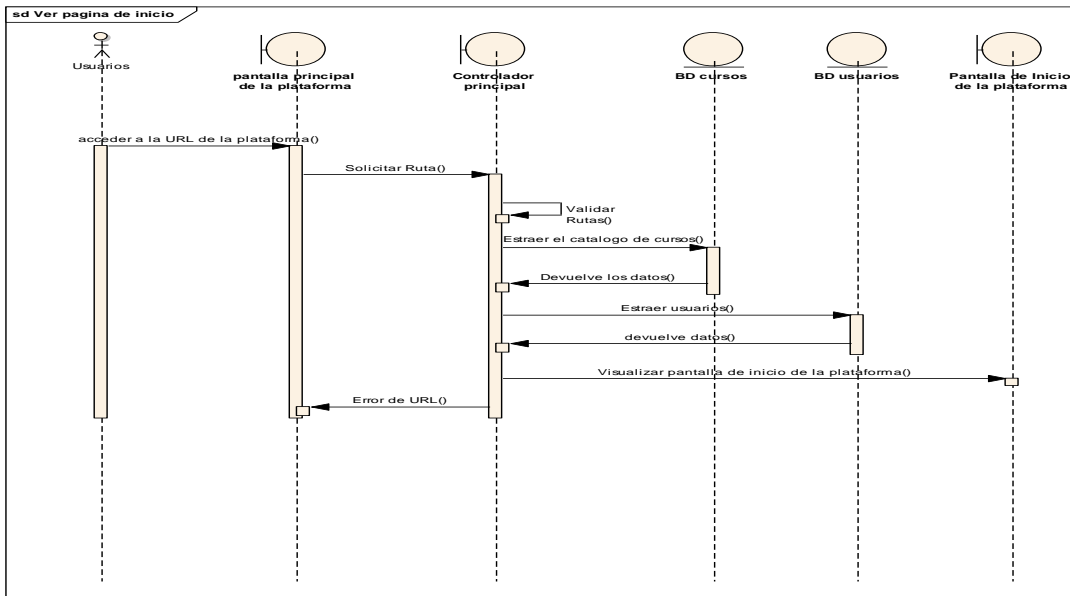 sd Ver pagina de inicio
Usuarios
pantalla principal
de la plataforma
Controlador
principal
BD cursos
BD usuarios
Pantalla de Inicio
de la plataforma
acceder a la URL de la plataforma()
Solicitar Ruta()
Validar
Rutas()
Estraer el catalogo de cursos()
Devuelve los datos()
Estraer usuarios()
devuelve datos()
Visualizar pantalla de inicio de la plataforma()
Error de URL()